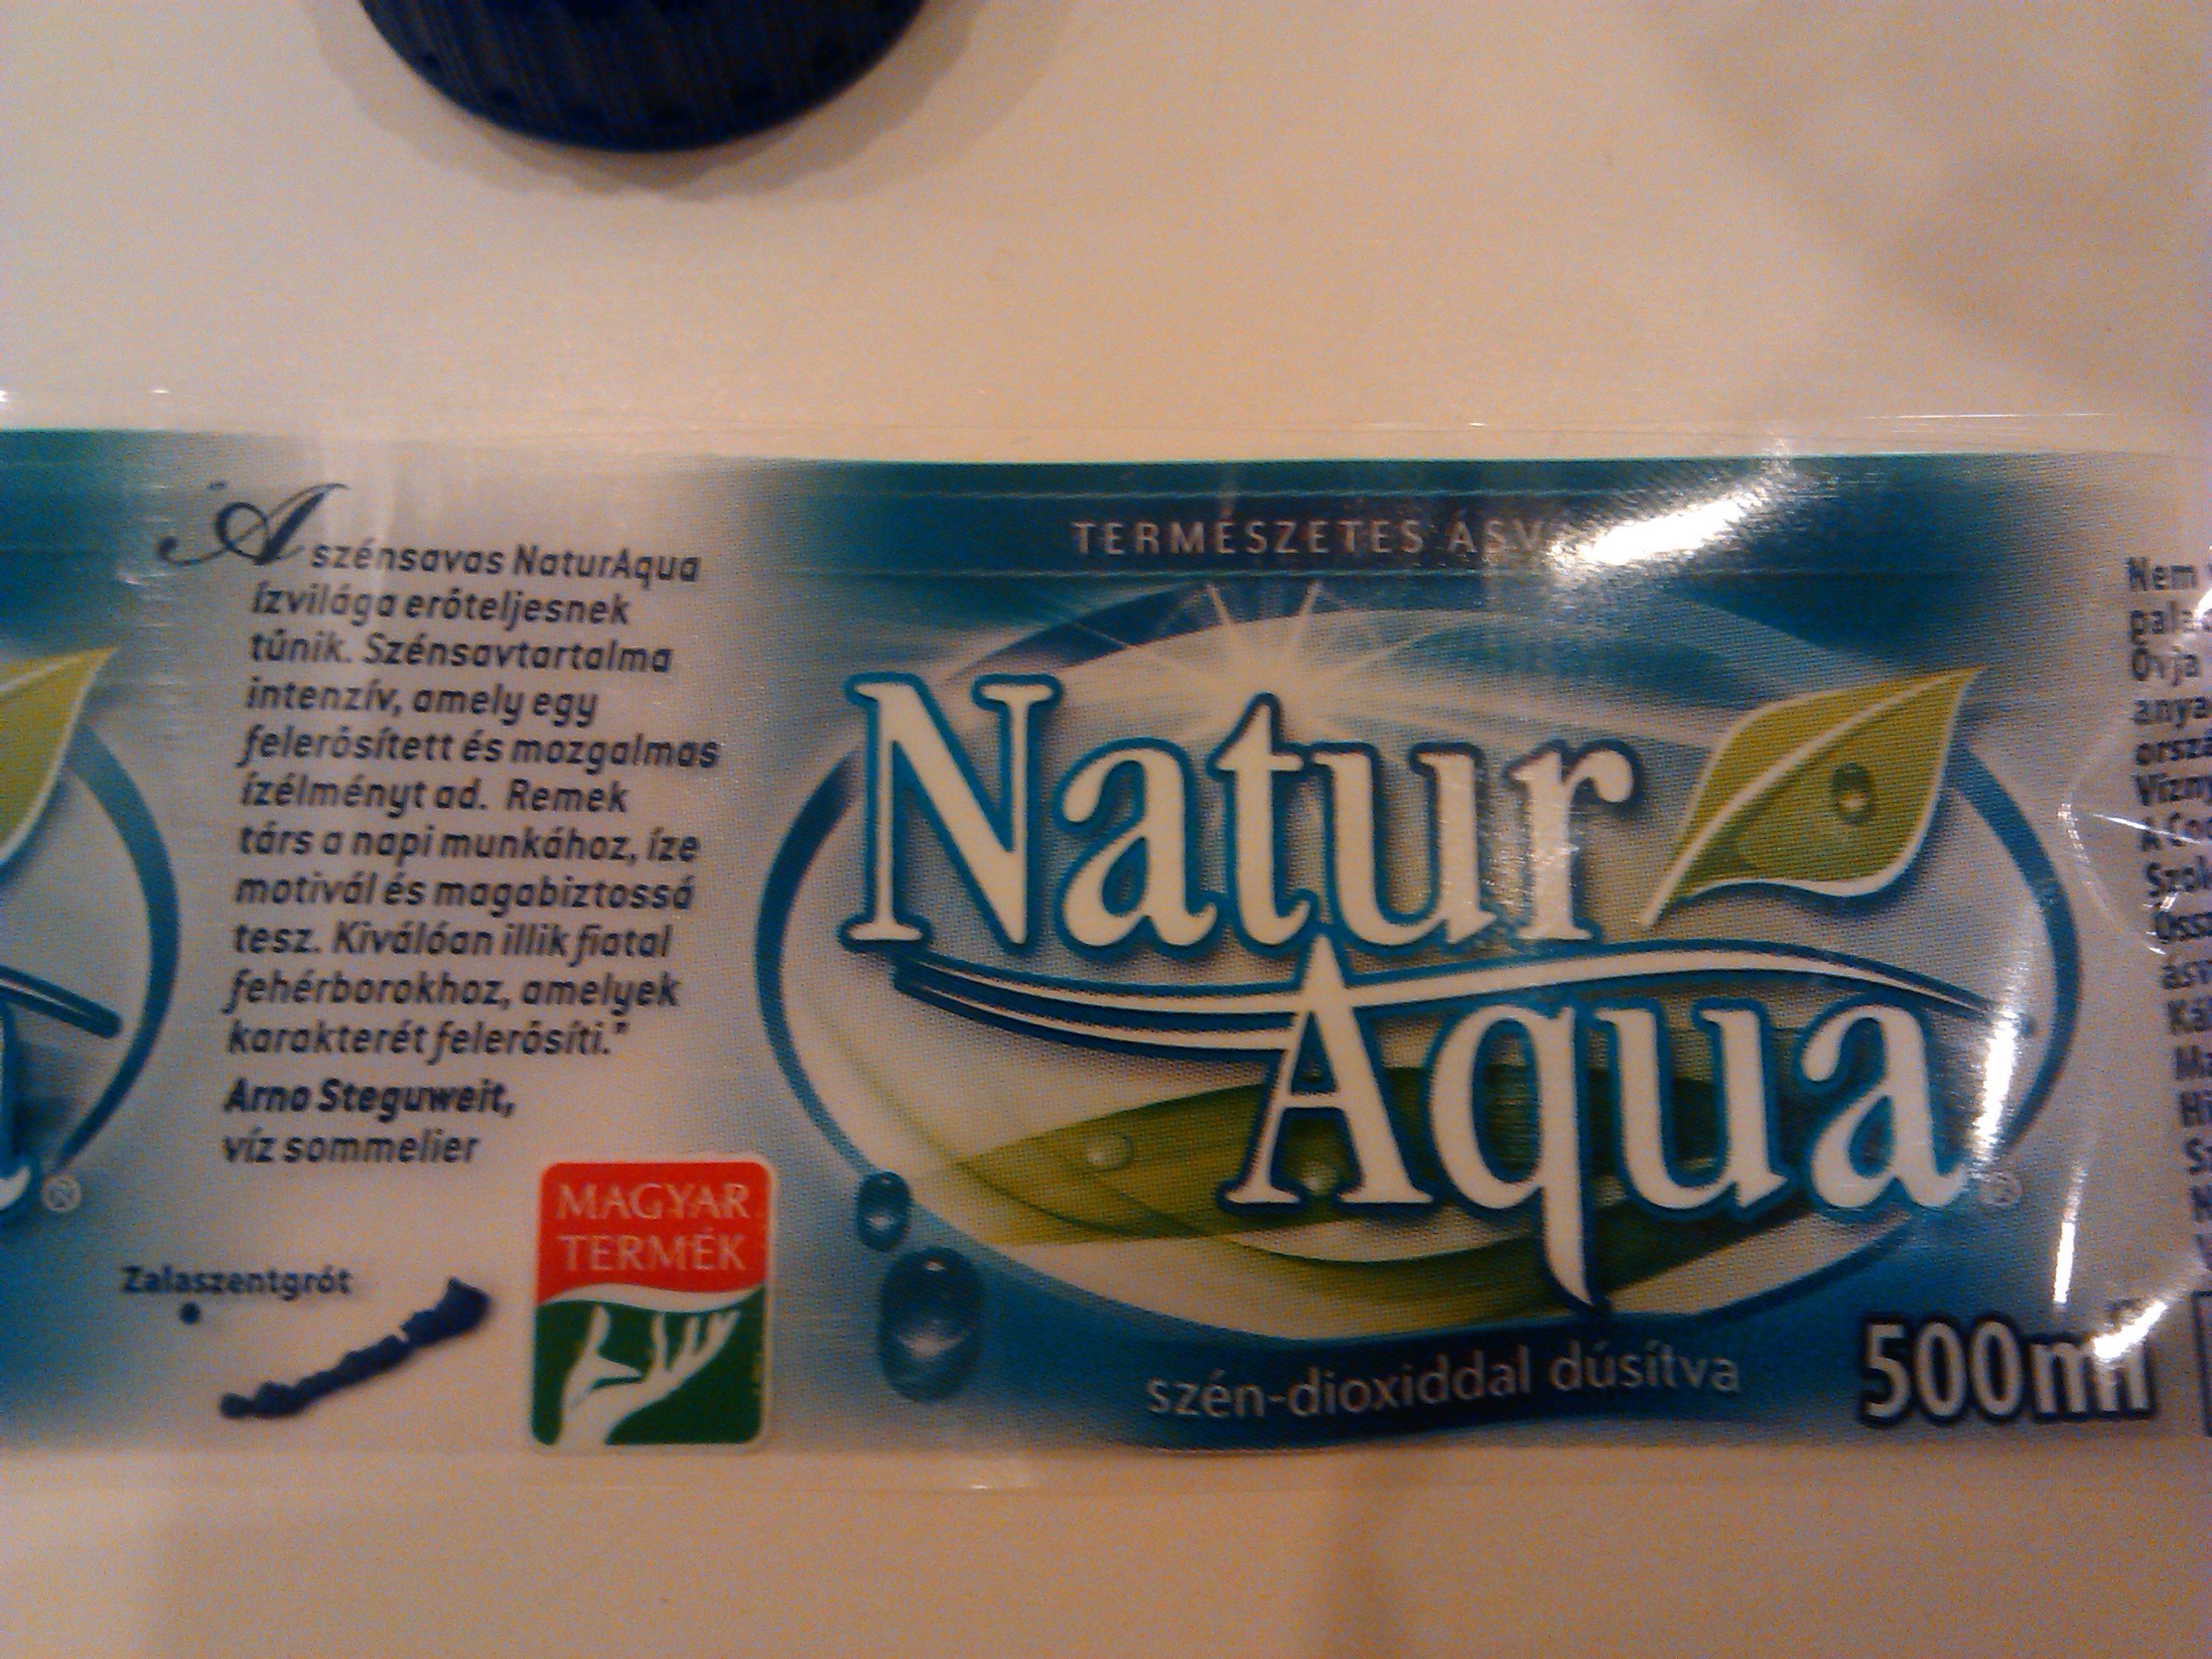 "A szénsavas NaturAqua
ízvilága erőteljesnek
tűnik. Szénsavtartalma
intenzív, amely egy
felerősített és mozgalmas
ízélményt ad. Remek
társ a napi munkához, íze
motivál és magabiztossá
tesz. Kiválóan illik fiatal
fehérborokhoz, amelyek
karakterét felerősíti."
Arno Steguweit,
víz sommelier
Zalaszentgrót
MAGYAR
TERMÉK
TERMÉSZETES
Natur
Aqua
szén-dioxiddal dúsítva
500ml
Nem
Óvja